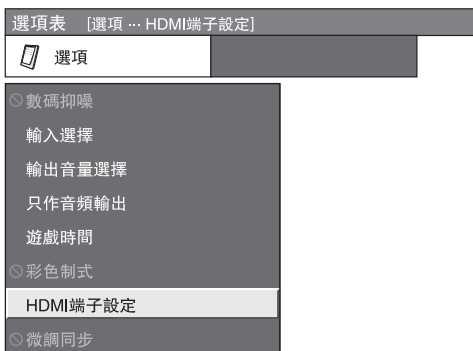 選項表 [選項 ··· HDMI端子設定]
選項
數碼抑噪
輸入選擇
輸出音量選擇
只作音頻輸出
遊戲時間
彩色制式
HDMI端子設定
微調同步